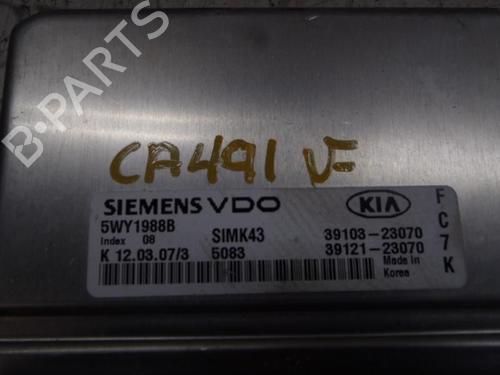 B-PARTS
CA491 V=
SIEMENS VDO KIA
5WY1988B
Index 08 SIMK43 39103-23070
K 12.03.07/3 5083 39121-23070
Made in
Korea
F
C
7
K